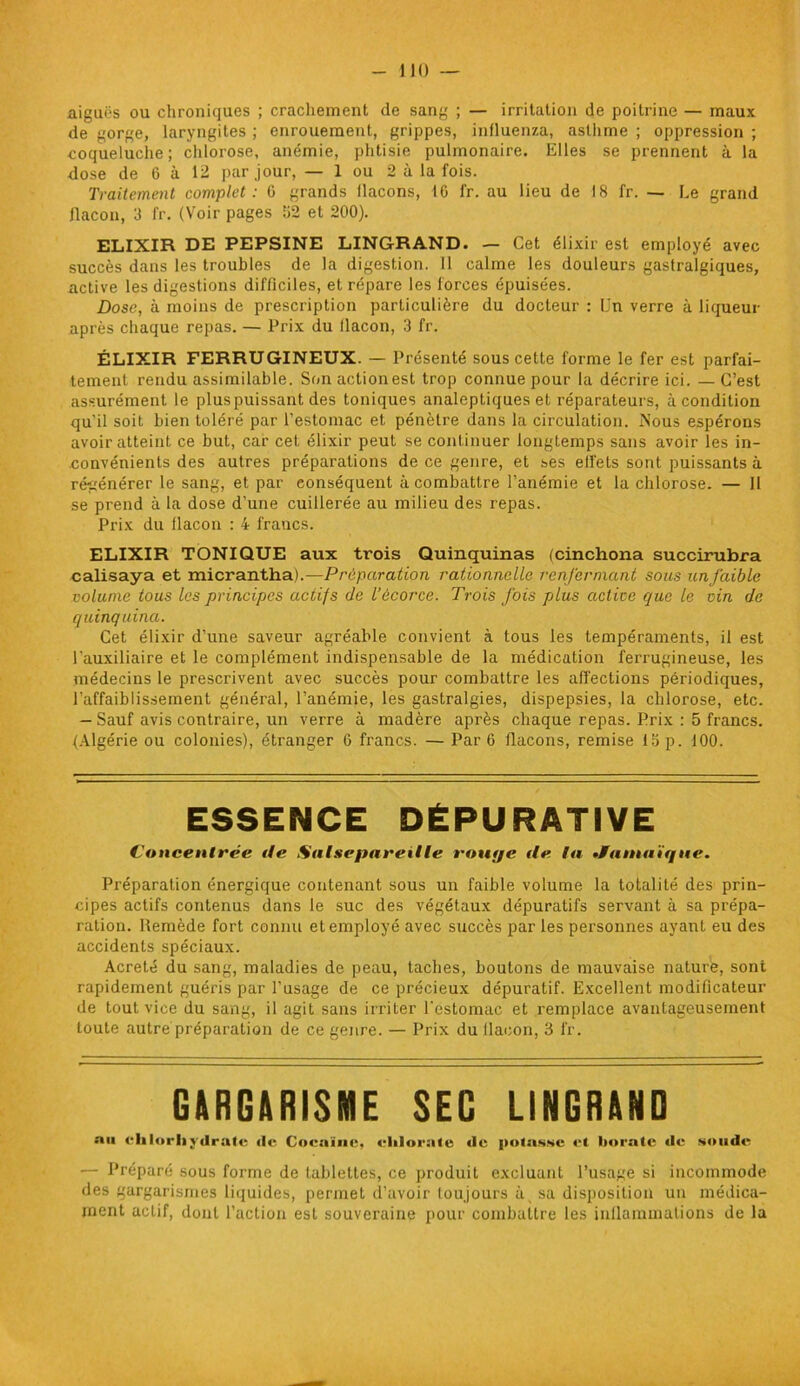 — 110 —
aiguës ou chroniques ; crachement de sang ; — irritation de poitrine — maux
de gorge, laryngites ; enrouement, grippes, influenza, asthme ; oppression ;
coqueluche ; chlorose, anémie, phtisie pulmonaire. Elles se prennent à la
dose de 6 à 12 par jour, — 1 ou 2 à la fois.
Traitement complet : 6 grands flacons, 16 fr. au lieu de 18 fr. — Le grand
flacon, 3 fr. (Voir pages 52 et 200).
ELIXIR DE PEPSINE LINGRAND. — Cet élixir est employé avec
succès dans les troubles de la digestion. Il calme les douleurs gastralgiques,
active les digestions difficiles, et répare les forces épuisées.
Dose, à moins de prescription particulière du docteur : Un verre à liqueur
après chaque repas. — Prix du flacon, 3 fr.
ÉLIXIR FERRUGINEUX. — Présenté sous cette forme le fer est parfai-
tement rendu assimilable. Son action est trop connue pour la décrire ici. — C'est
assurément le plus puissant des toniques analeptiques et réparateurs, à condition
qu'il soit bien toléré par l'estomac et pénètre dans la circulation. Nous espérons
avoir atteint ce but, car cet élixir peut se continuer longtemps sans avoir les in-
convénients des autres préparations de ce genre, et ses effets sont puissants à
régénérer le sang, et par conséquent à combattre l'anémie et la chlorose. — Il
se prend à la dose d'une cuillerée au milieu des repas.
Prix du flacon : 4 francs.
ELIXIR TONIQUE aux trois Quinquinas (cinchona succirubra
calisaya et micrantha).—Préparation rationnelle renfermant sous un faible
volume tous les principes actifs de l'écorce. Trois fois plus active que le vin de
quinquina.
Cet élixir d'une saveur agréable convient à tous les tempéraments, il est
l'auxiliaire et le complément indispensable de la médication ferrugineuse, les
médecins le prescrivent avec succès pour combattre les affections périodiques,
l'affaiblissement général, l'anémie, les gastralgies, dispepsies, la chlorose, etc.
— Sauf avis contraire, un verre à madère après chaque repas. Prix : 5 francs.
(Algérie ou colonies), étranger 6 francs. — Par 6 flacons, remise 15 p. 100.
ESSENCE DÉPURATIVE
Concentrée de Salsepareille rouge de la Jamaïque.
Préparation énergique contenant sous un faible volume la totalité des prin-
cipes actifs contenus dans le suc des végétaux dépuratifs servant à sa prépa-
ration. Remède fort connu et employé avec succès par les personnes ayant eu des
accidents spéciaux.
Acreté du sang, maladies de peau, taches, boutons de mauvaise nature, sont
rapidement guéris par l'usage de ce précieux dépuratif. Excellent modificateur
de tout vice du sang, il agit sans irriter l'estomac et remplace avantageusement
toute autre préparation de ce genre. — Prix du flacon, 3 fr.
GARGARISME SEC LINGRAND
au chlorhydrate de Cocaïne, chlorate de potasse et borate de soude
— Préparé sous forme de tablettes, ce produit excluant l'usage si incommode
des gargarismes liquides, permet d'avoir toujours à sa disposition un médica-
ment actif, dont l'action est souveraine pour combattre les inflammations de la